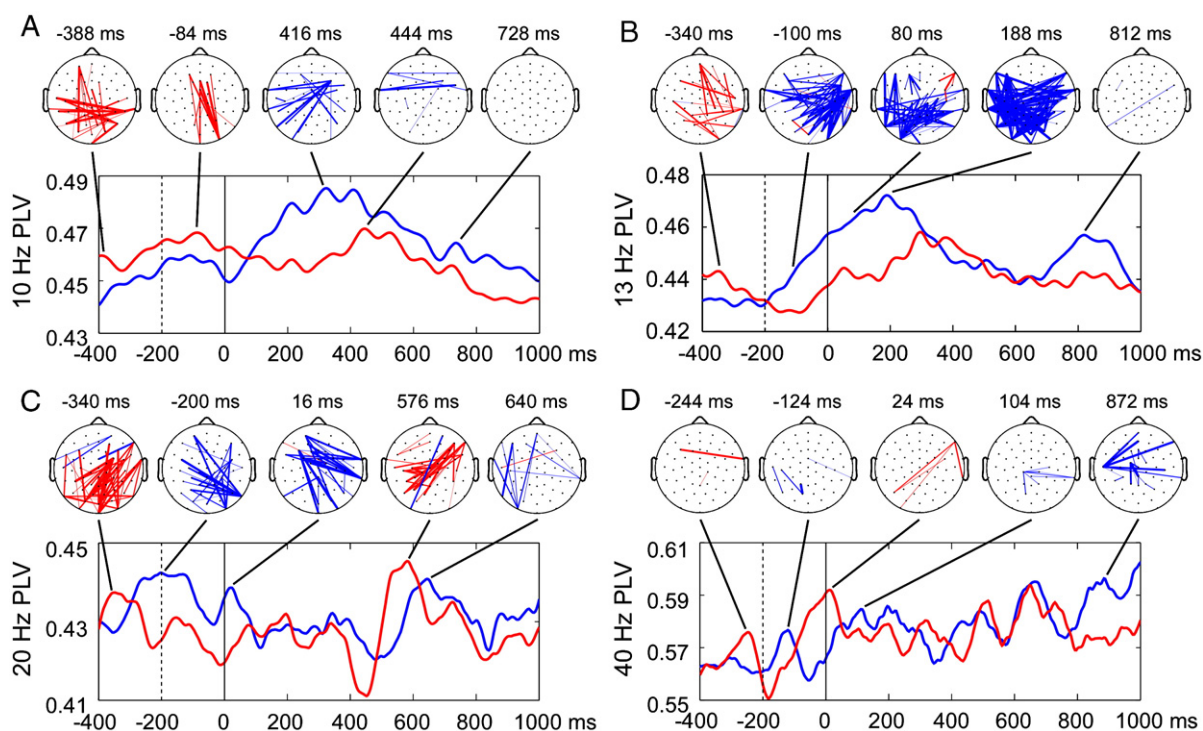 A
-388 ms -84 ms 416 ms 444 ms 728 ms
10 Hz PLV
0.49
0.47
0.45
0.43
-400 -200 0 200 400 600 800 1000 ms
B
-340 ms -100 ms 80 ms 188 ms 812 ms
13 Hz PLV
0.48
0.46
0.44
0.42
-400 -200 0 200 400 600 800 1000 ms
C
-340 ms -200 ms 16 ms 576 ms 640 ms
20 Hz PLV
0.45
0.43
0.41
-400 -200 0 200 400 600 800 1000 ms
D
-244 ms -124 ms 24 ms 104 ms 872 ms
40 Hz PLV
0.61
0.59
0.57
0.55
-400 -200 0 200 400 600 800 1000 ms